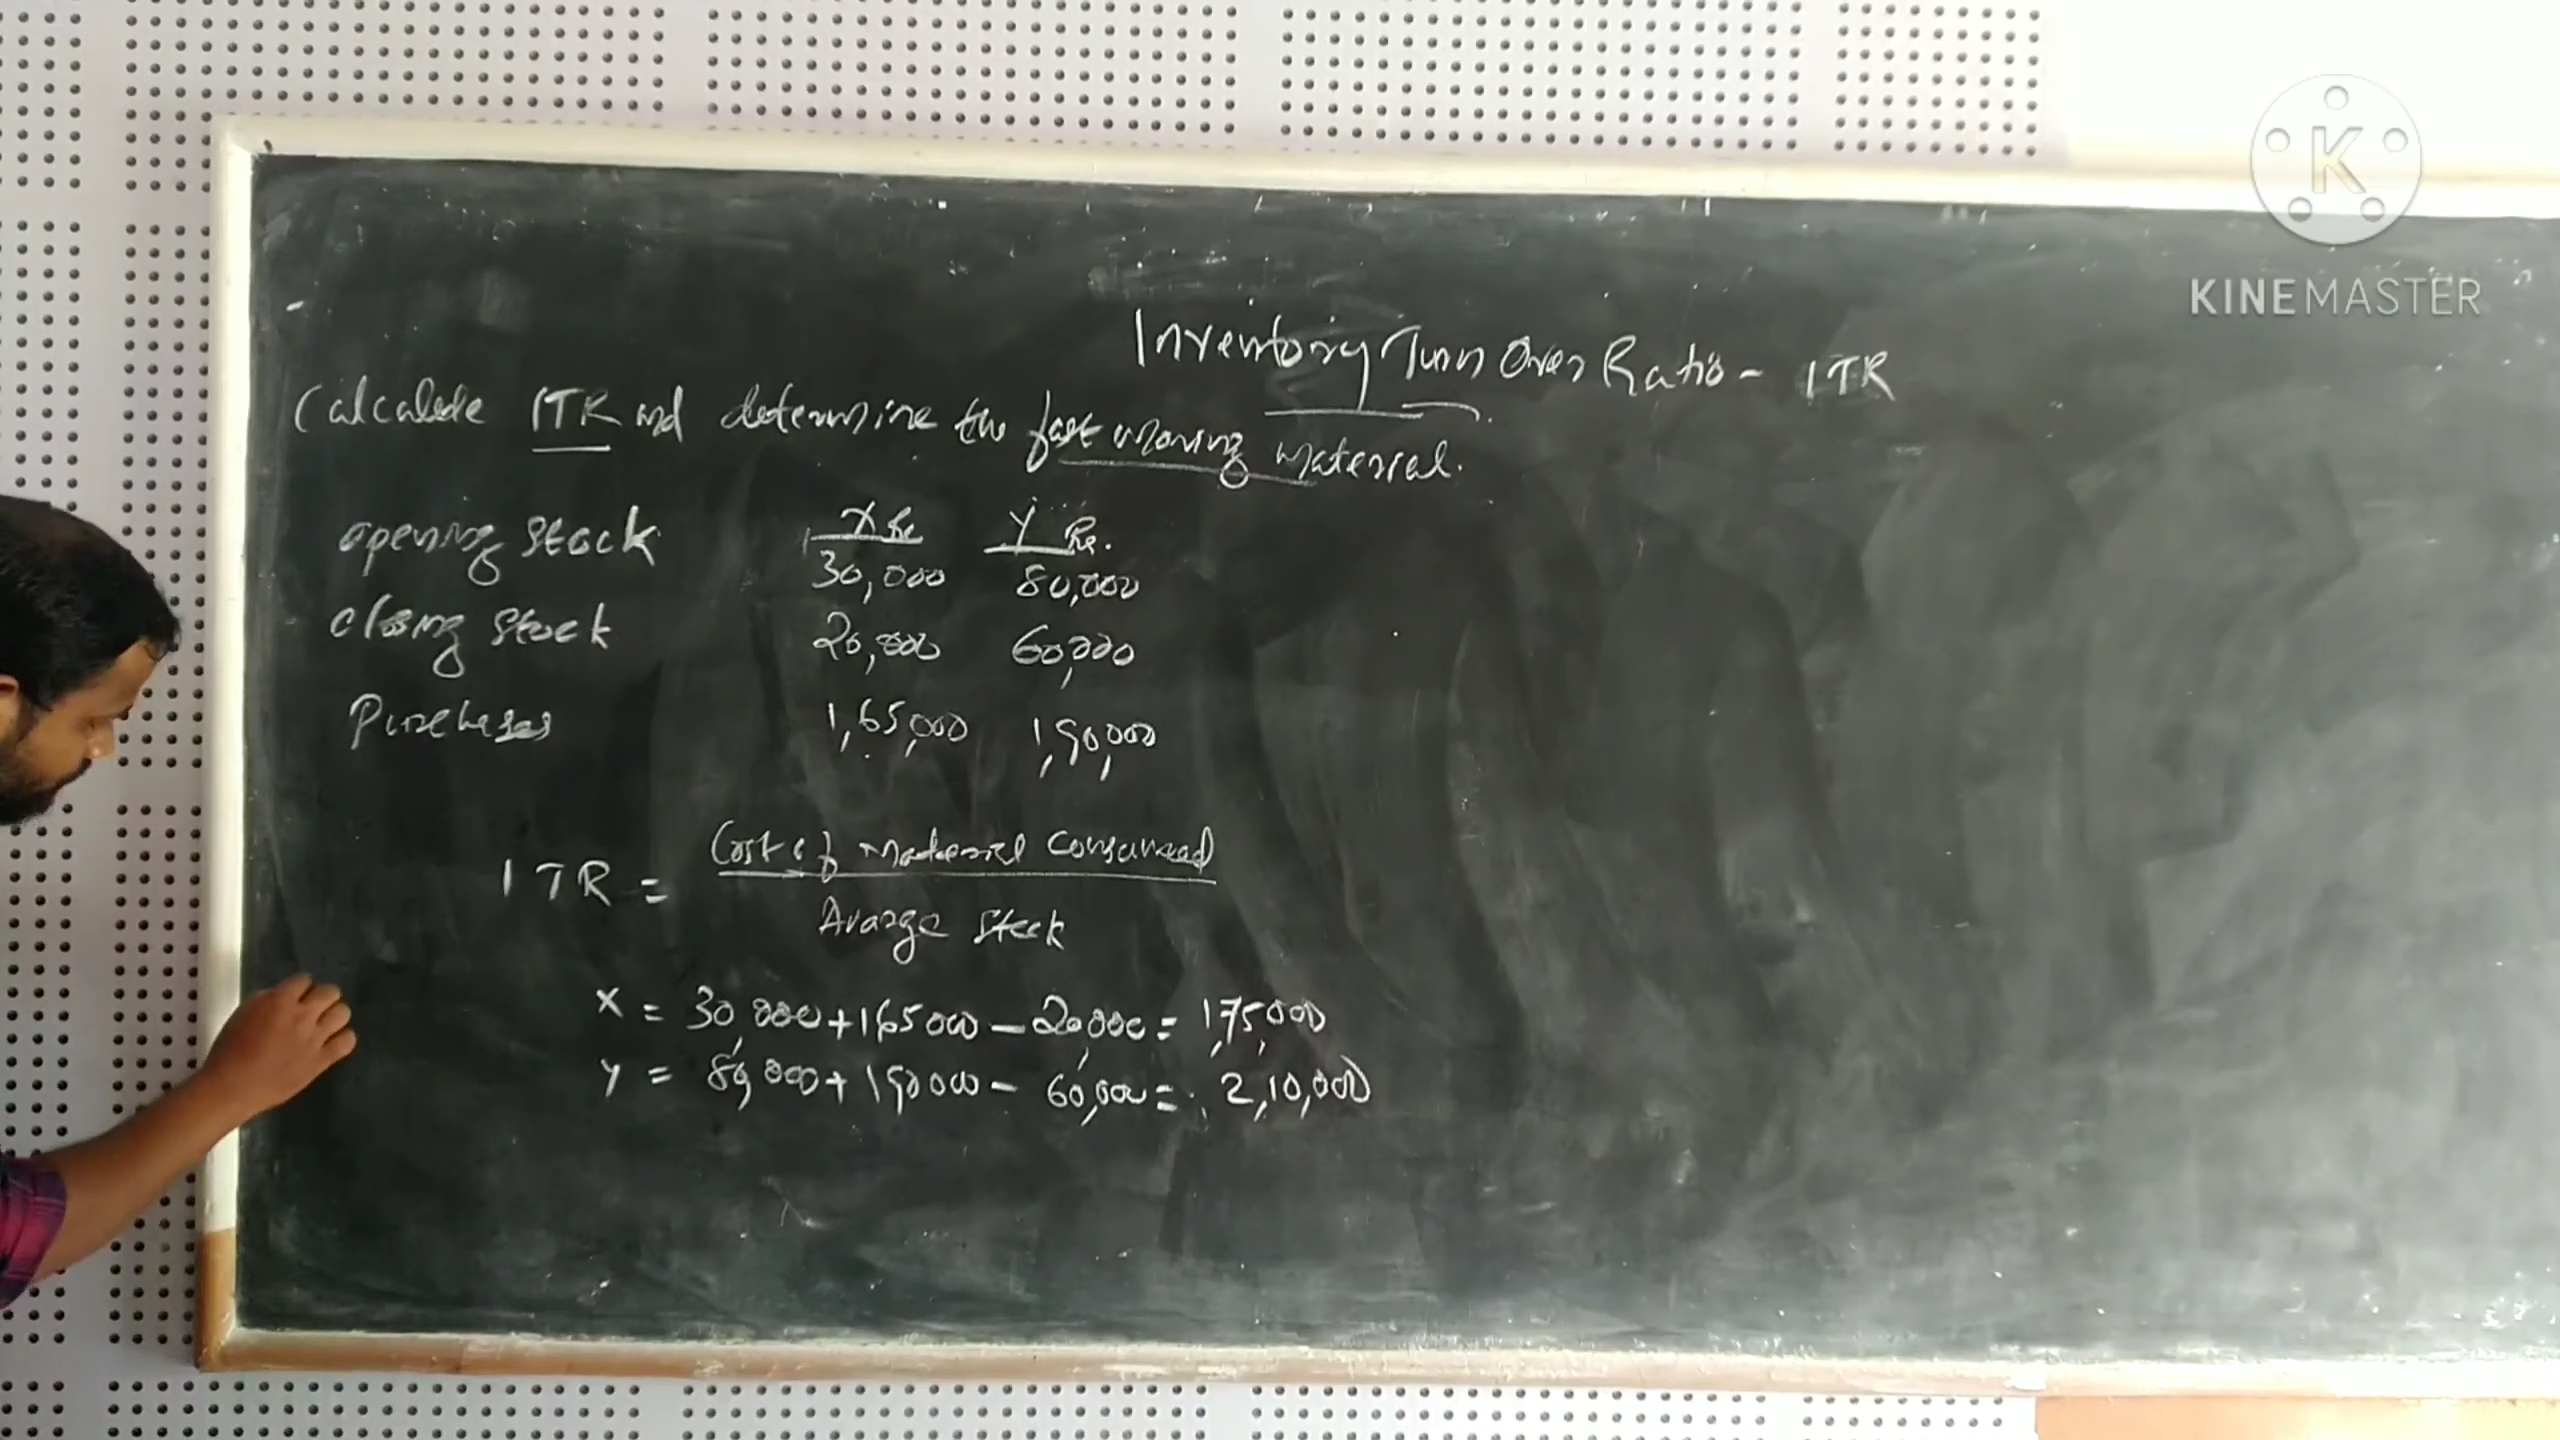 KINEMASTER
Inventory Turn Over Ratio - ITR
Calculate ITR and determine the fast moving material.
X Rs Y Rs.
opening stock 30,000 80,000
closing stock 20,000 60,000
Purchases 1,65,000 1,90,000
ITR = Cost of Material Consumed
Avarge Stock
X = 30,000+165000-20,000= 1,75,000
Y = 80,000+190000- 60,000= 2,10,000